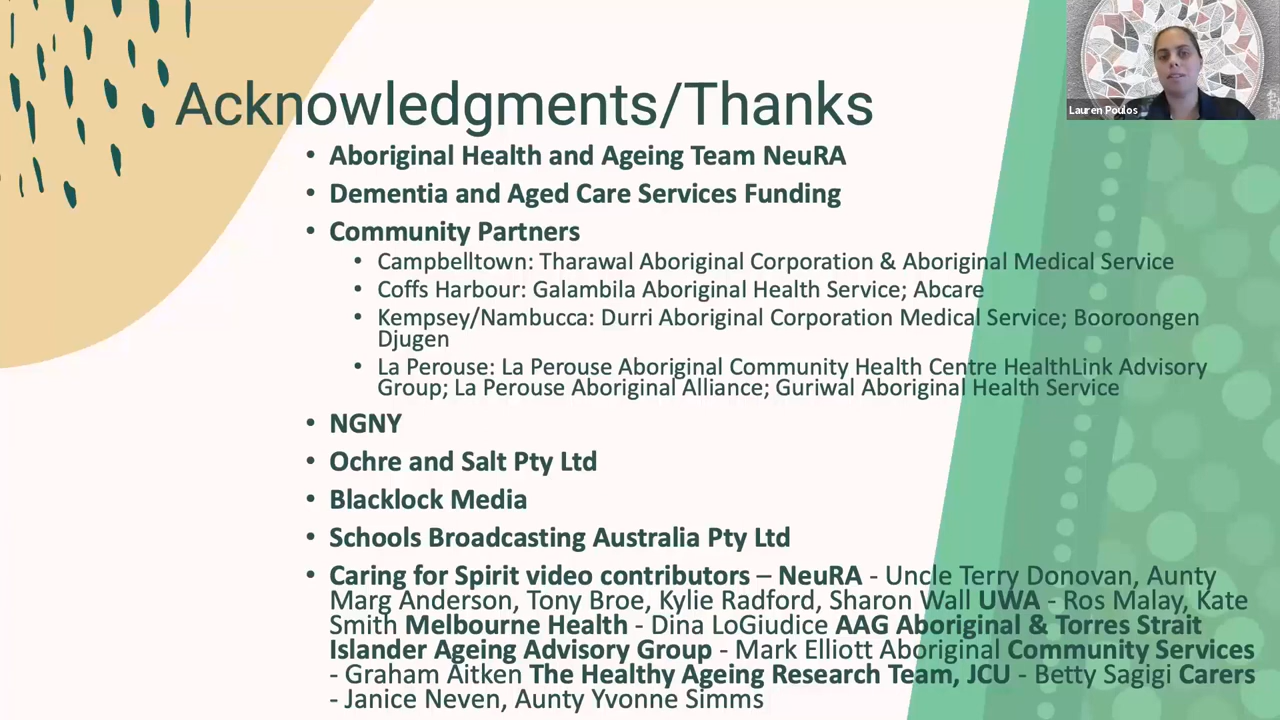 Acknowledgments/Thanks
Lauren Poulos
• Aboriginal Health and Ageing Team NeuRA
• Dementia and Aged Care Services Funding
• Community Partners
• Campbelltown: Tharawal Aboriginal Corporation & Aboriginal Medical Service
• Coffs Harbour: Galambila Aboriginal Health Service; Abcare
• Kempsey/Nambucca: Durri Aboriginal Corporation Medical Service; Booroongen
Djugen
• La Perouse: La Perouse Aboriginal Community Health Centre HealthLink Advisory
Group; La Perouse Aboriginal Alliance; Guriwal Aboriginal Health Service
• NGNY
• Ochre and Salt Pty Ltd
• Blacklock Media
• Schools Broadcasting Australia Pty Ltd
• Caring for Spirit video contributors – NeuRA - Uncle Terry Donovan, Aunty
Marg Anderson, Tony Broe, Kylie Radford, Sharon Wall UWA - Ros Malay, Kate
Smith Melbourne Health - Dina LoGiudice AAG Aboriginal & Torres Strait
Islander Ageing Advisory Group - Mark Elliott Aboriginal Community Services
- Graham Aitken The Healthy Ageing Research Team, JCU - Betty Sagigi Carers
- Janice Neven, Aunty Yvonne Simms